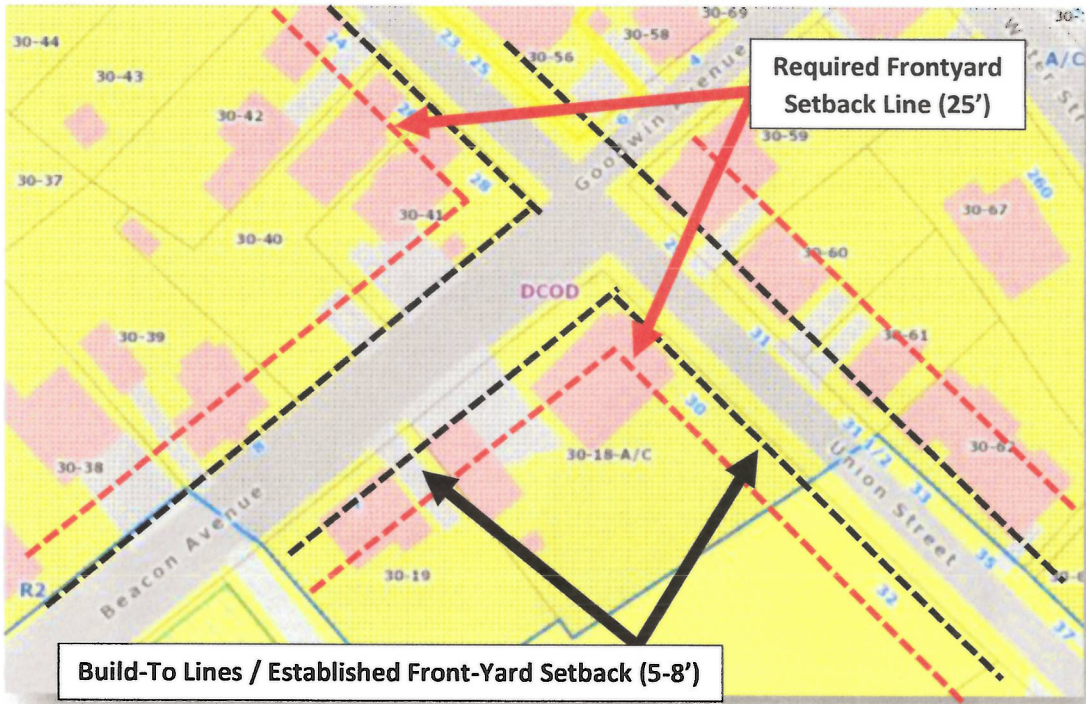 30-69
30-44
24
23-25
30-56
30-58
4
Water Str
A/C
Required Frontyard
Setback Line (25’)
30-43
30-42
6
Goodwin Avenue
30-59
30-37
28
260
30-67
30-41
30-40
30-60
DCOD
30-39
31
30-61
30
31 1/2
30-38
8
30-18-A/C
30-62
33
Union Street
Beacon Avenue
35
30-19
R2
32
37
Build-To Lines / Established Front-Yard Setback (5-8’)